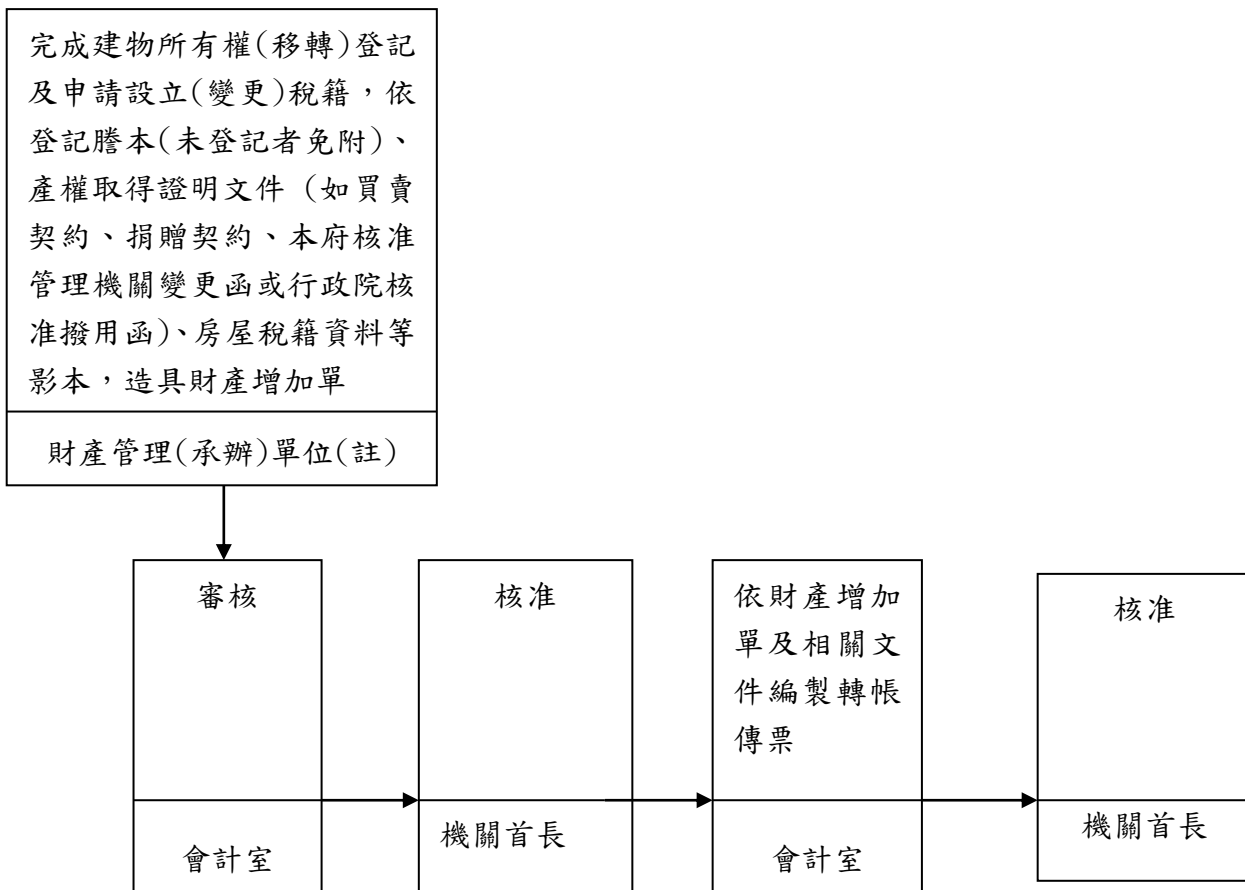 完成建物所有權(移轉)登記
及申請設立(變更)稅籍，依
登記謄本(未登記者免附)、
產權取得證明文件（如買賣
契約、捐贈契約、本府核准
管理機關變更函或行政院核
准撥用函)、房屋稅籍資料等
影本，造具財產增加單
財產管理(承辦)單位(註)
審核
會計室
核准
機關首長
依財產增加
單及相關文
件編製轉帳
傳票
會計室
核准
機關首長